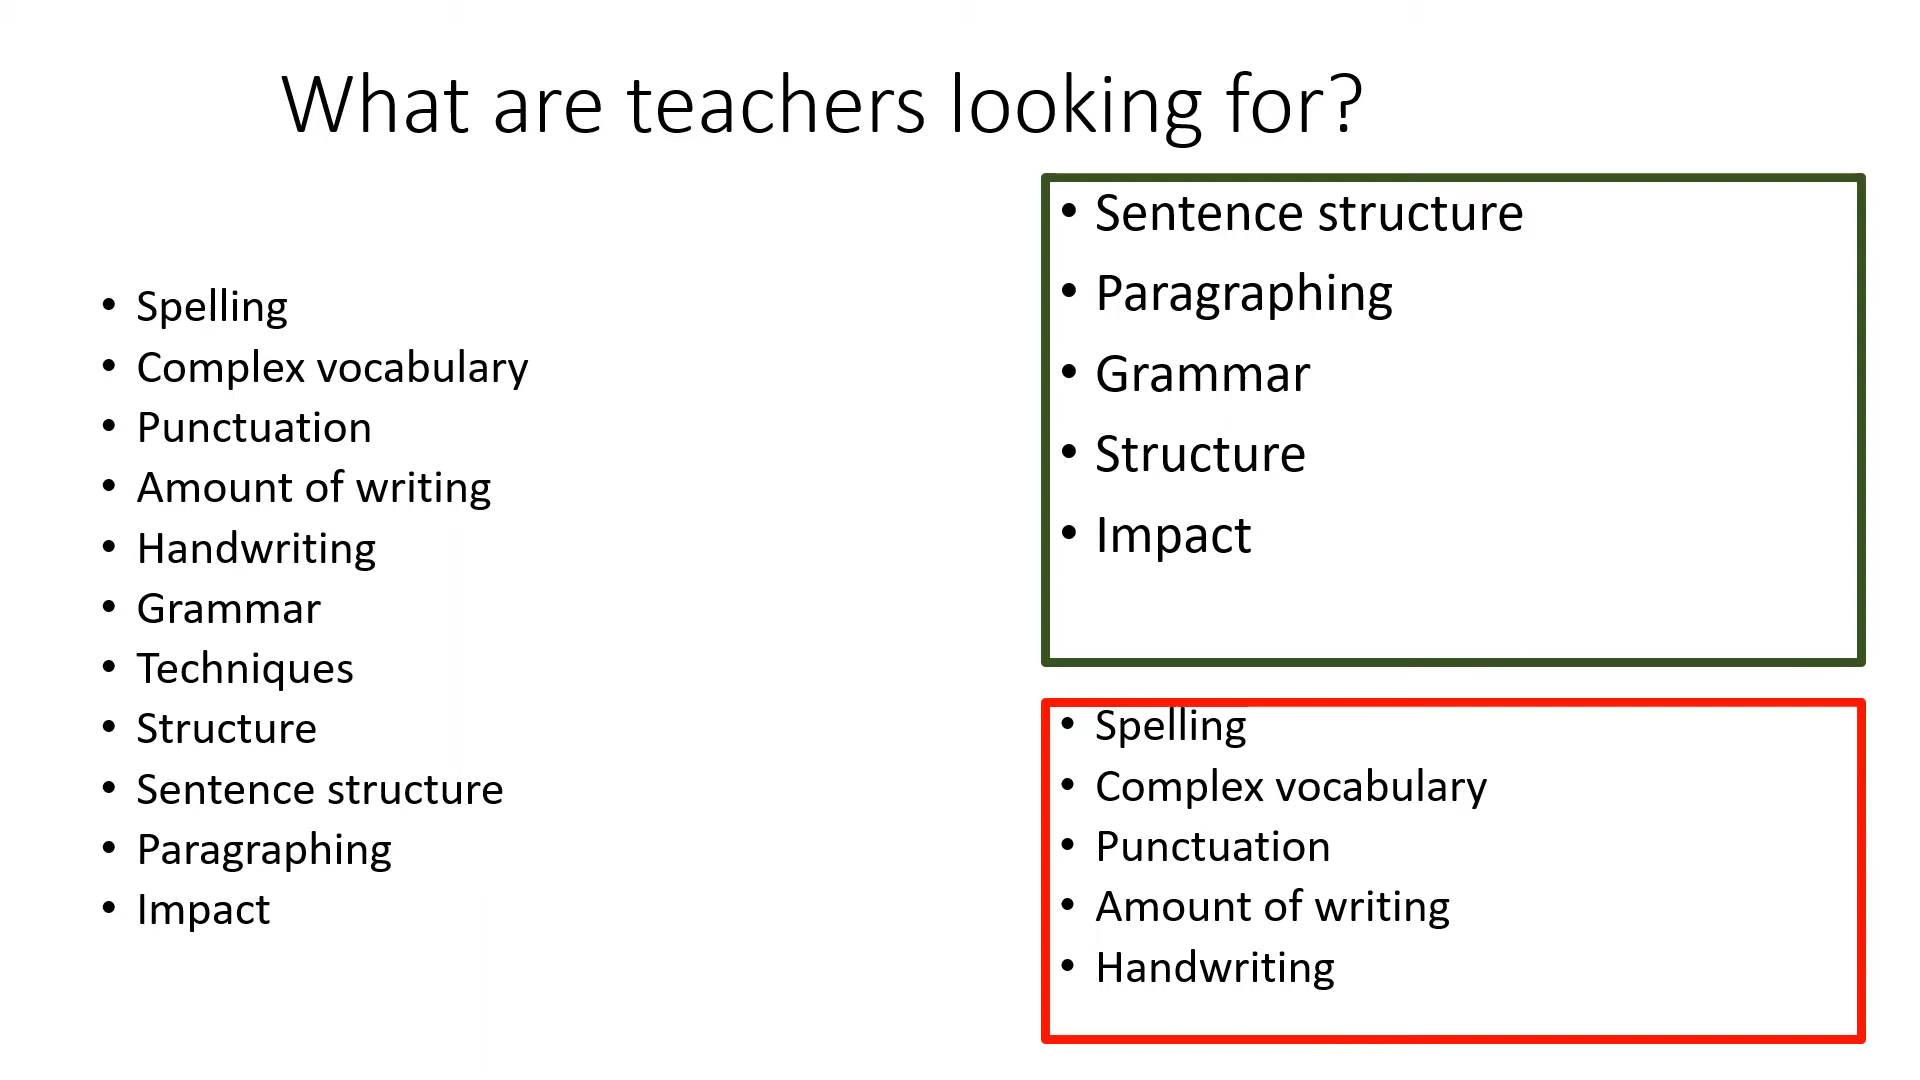 What are teachers looking for?
• Spelling
• Complex vocabulary
• Punctuation
• Amount of writing
• Handwriting
• Grammar
• Techniques
• Structure
• Sentence structure
• Paragraphing
• Impact
• Sentence structure
• Paragraphing
• Grammar
• Structure
• Impact
• Spelling
• Complex vocabulary
• Punctuation
• Amount of writing
• Handwriting